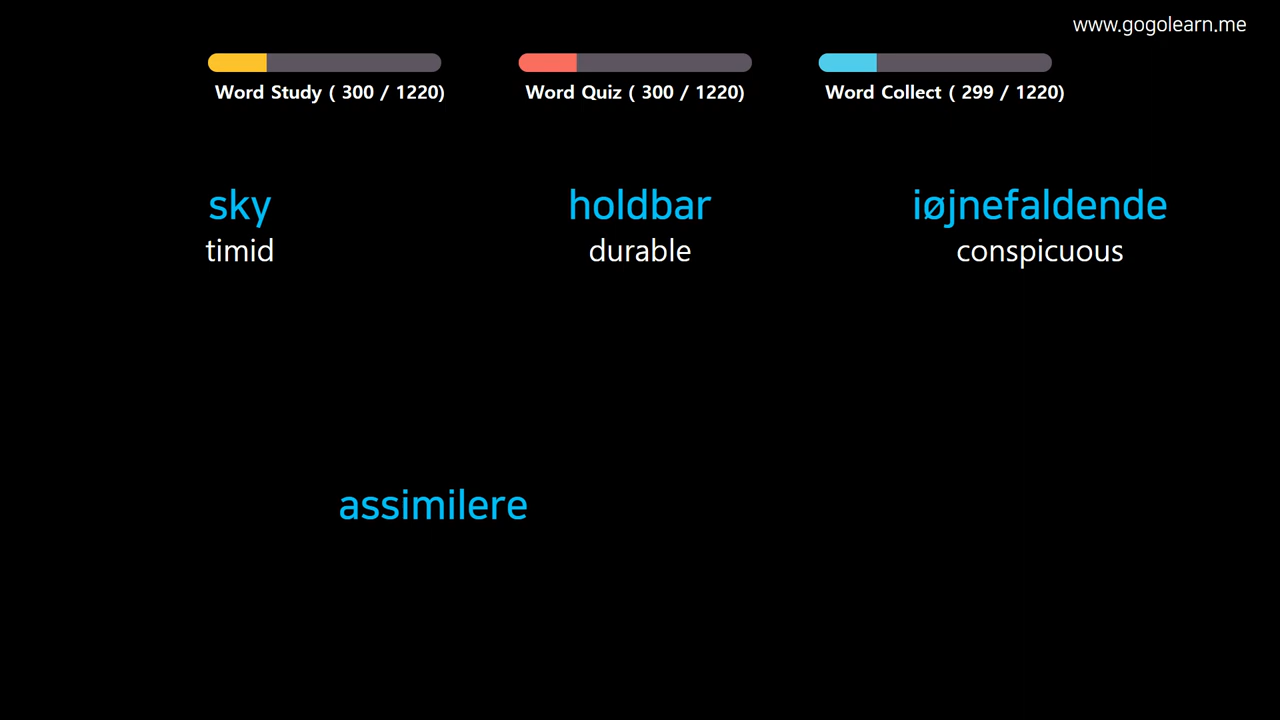 www.gogolearn.me
Word Study ( 300 / 1220)
Word Quiz ( 300 / 1220)
Word Collect ( 299 / 1220)
sky
timid
holdbar
durable
iøjnefaldende
conspicuous
assimilere